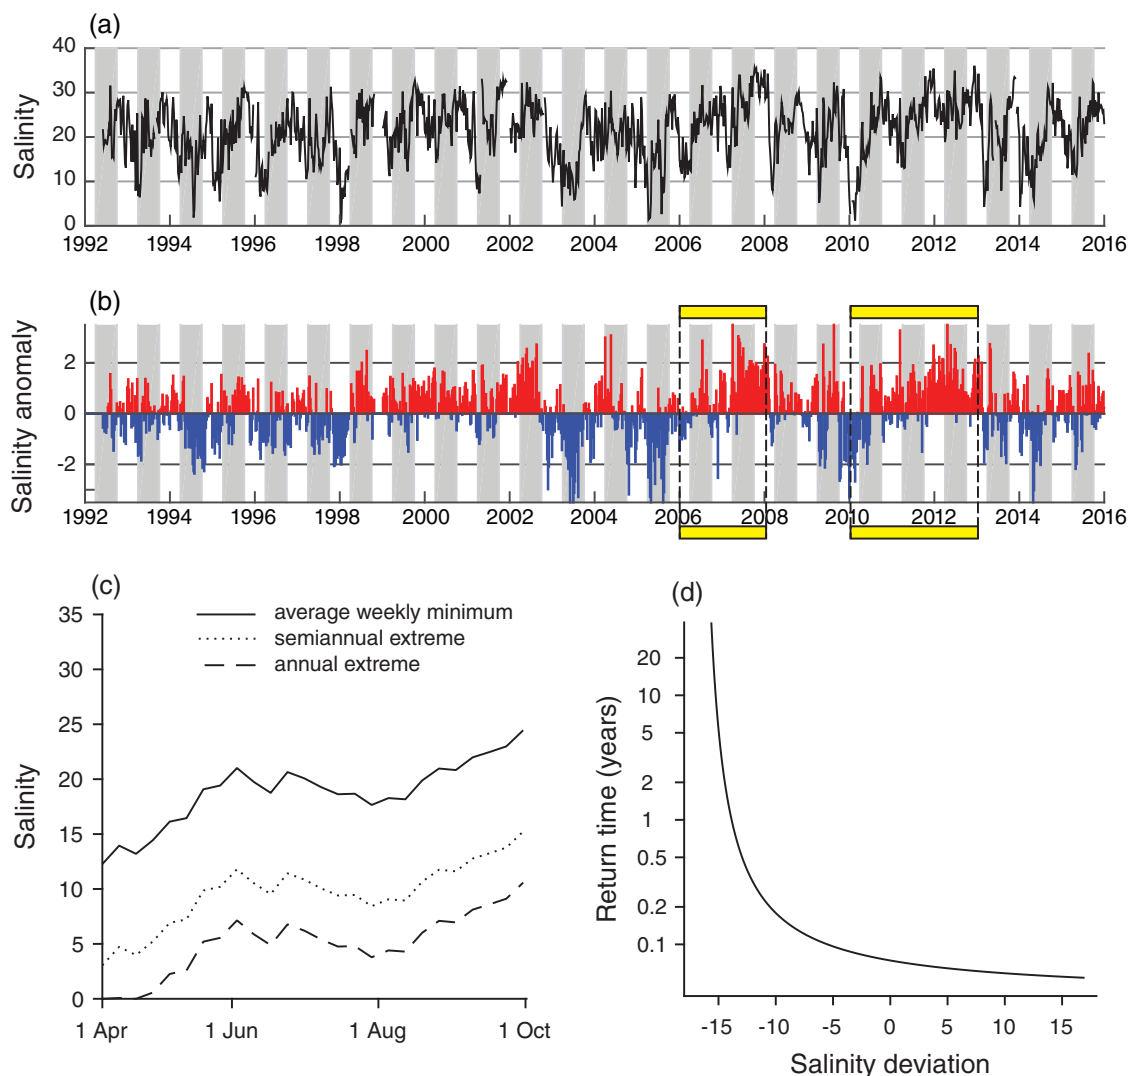 (a)
Salinity
40
30
20
10
0
1992 1994 1996 1998 2000 2002 2004 2006 2008 2010 2012 2014 2016
(b)
Salinity anomaly
2
0
-2
1992 1994 1996 1998 2000 2002 2004 2006 2008 2010 2012 2014 2016
(c)
average weekly minimum
semiannual extreme
annual extreme
Salinity
35
30
25
20
15
10
5
0
1 Apr 1 Jun 1 Aug 1 Oct
(d)
Return time (years)
20
10
5
2
1
0.5
0.2
0.1
-15 -10 -5 0 5 10 15
Salinity deviation